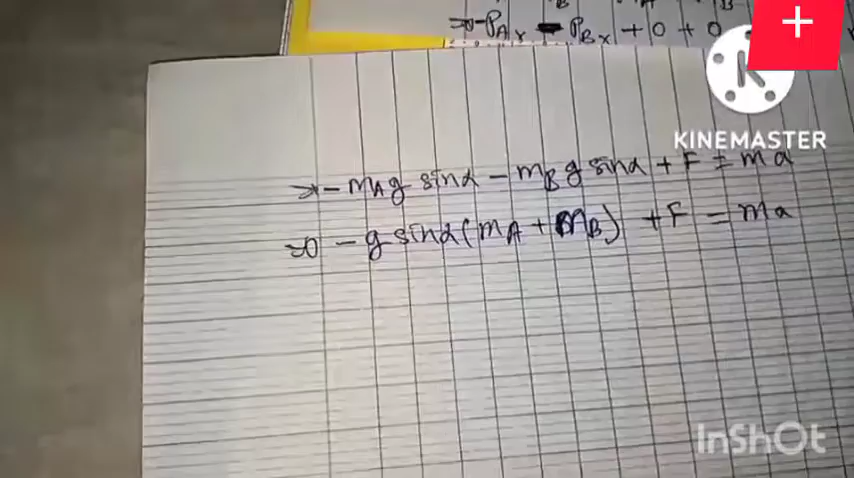 ⇒ -P_Ax - P_Bx + 0 + 0
KINEMASTER
⇒ - m_A g sinα - m_B g sinα + F = ma
⇒ - g sinα (m_A + m_B) + F = ma
InShOt